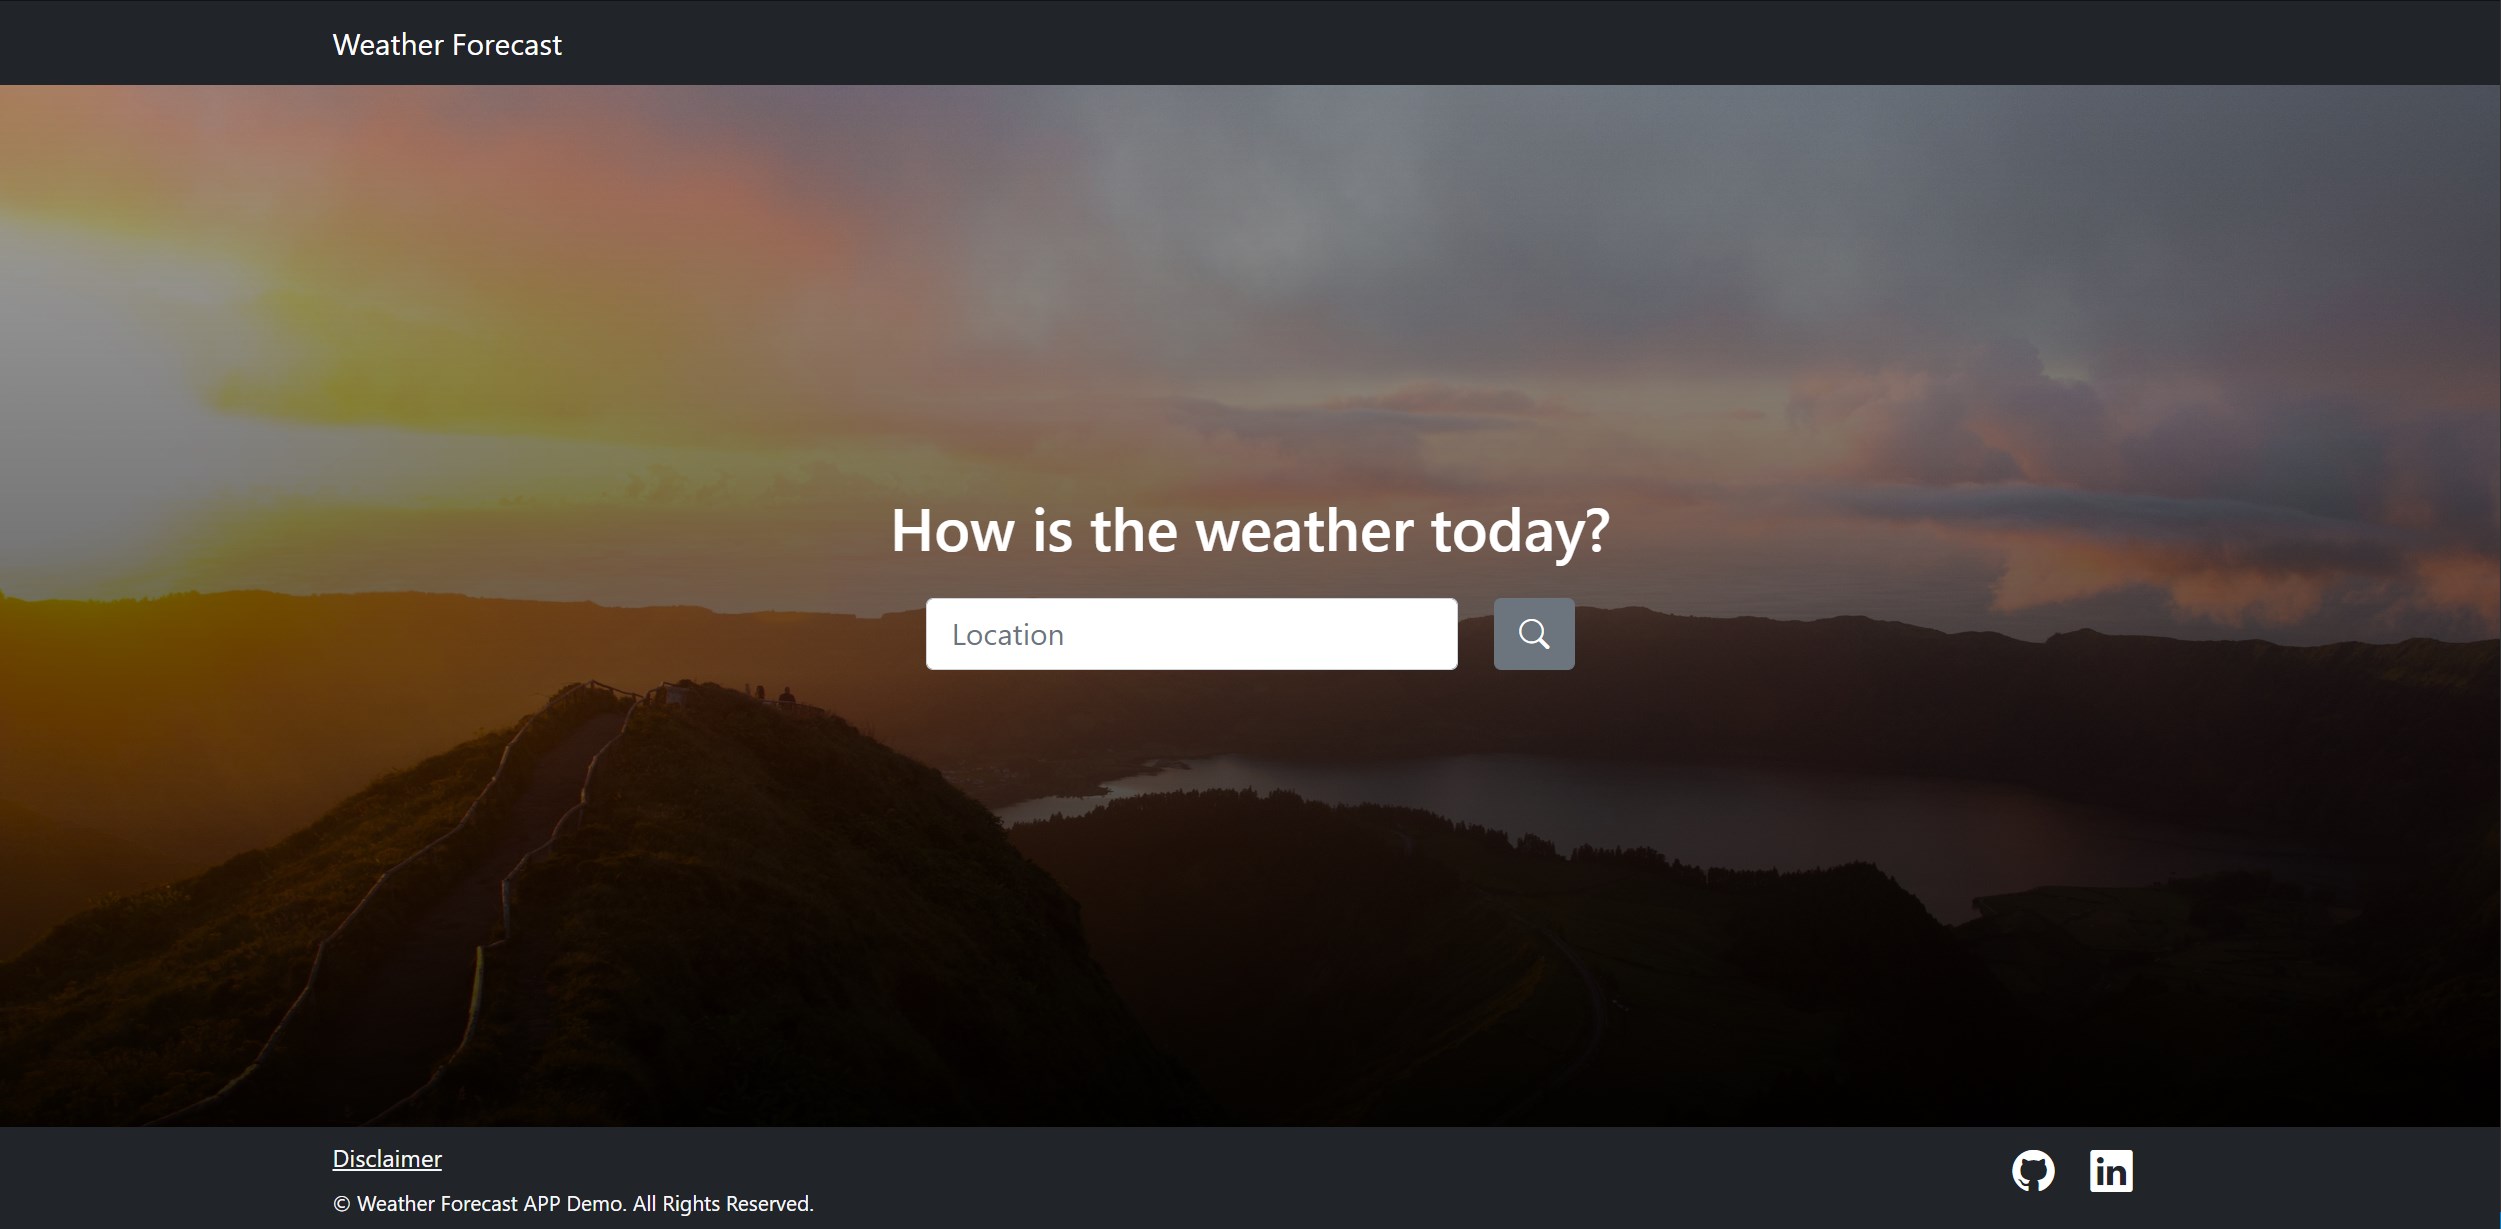 Weather Forecast
How is the weather today?
Location
Disclaimer
© Weather Forecast APP Demo. All Rights Reserved.
in